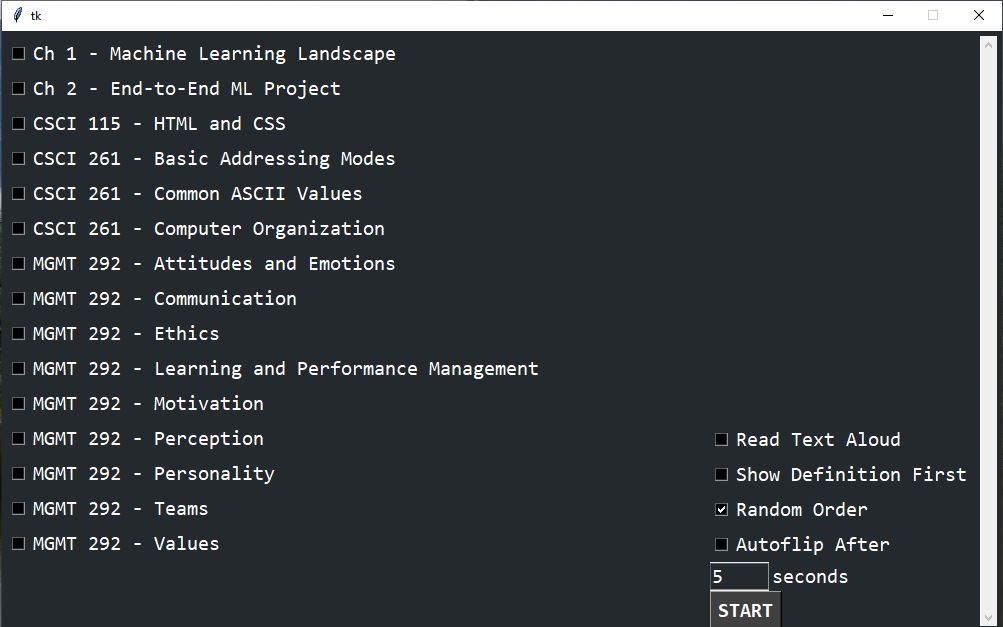 tk
Ch 1 - Machine Learning Landscape
Ch 2 - End-to-End ML Project
CSCI 115 - HTML and CSS
CSCI 261 - Basic Addressing Modes
CSCI 261 - Common ASCII Values
CSCI 261 - Computer Organization
MGMT 292 - Attitudes and Emotions
MGMT 292 - Communication
MGMT 292 - Ethics
MGMT 292 - Learning and Performance Management
MGMT 292 - Motivation
MGMT 292 - Perception
MGMT 292 - Personality
MGMT 292 - Teams
MGMT 292 - Values
Read Text Aloud
Show Definition First
Random Order
Autoflip After
5 seconds
START